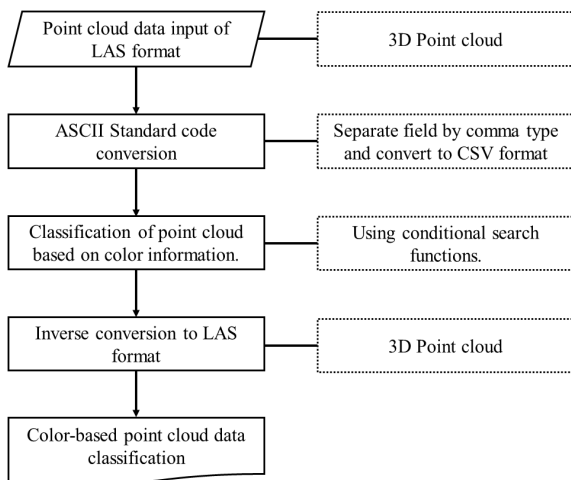 Point cloud data input of
LAS format
3D Point cloud
ASCII Standard code
conversion
Separate field by comma type
and convert to CSV format
Classification of point cloud
based on color information.
Using conditional search
functions.
Inverse conversion to LAS
format
3D Point cloud
Color-based point cloud data
classification